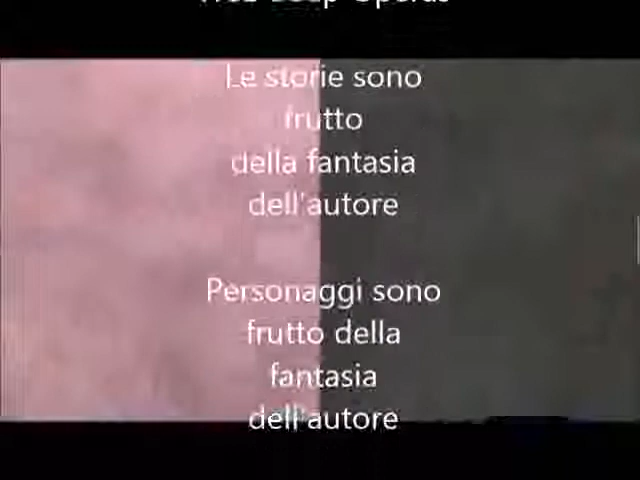 Le storie sono
frutto
della fantasia
dell'autore
Personaggi sono
frutto della
fantasia
dell'autore